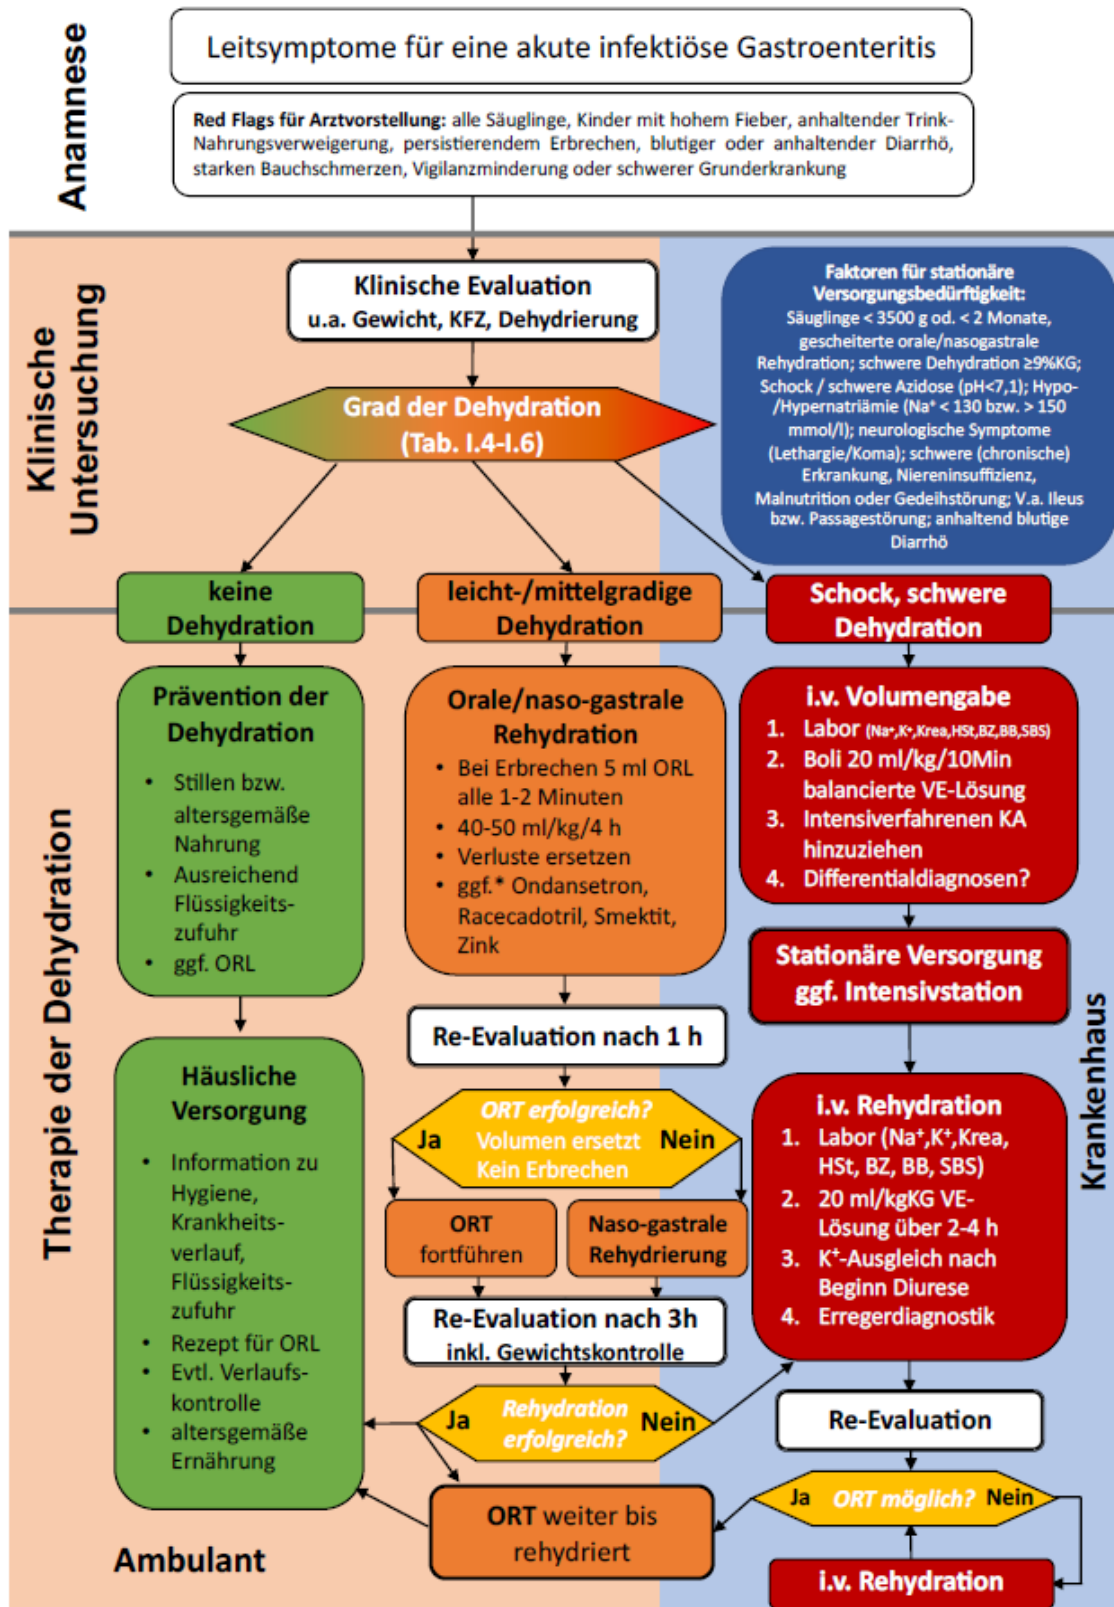 Anamnese
Leitsymptome für eine akute infektiöse Gastroenteritis
Red Flags für Arztvorstellung: alle Säuglinge, Kinder mit hohem Fieber, anhaltender Trink-
Nahrungsverweigerung, persistierendem Erbrechen, blutiger oder anhaltender Diarrhö,
starken Bauchschmerzen, Vigilanzminderung oder schwerer Grunderkrankung
Klinische
Untersuchung
Klinische Evaluation
u.a. Gewicht, KFZ, Dehydrierung
Grad der Dehydration
(Tab. I.4-I.6)
Faktoren für stationäre
Versorgungsbedürftigkeit:
Säuglinge < 3500 g od. < 2 Monate,
gescheiterte orale/nasogastrale
Rehydration; schwere Dehydration ≥9%KG;
Schock / schwere Azidose (pH<7,1); Hypo-
/Hypernatriämie (Na⁺ < 130 bzw. > 150
mmol/l); neurologische Symptome
(Lethargie/Koma); schwere (chronische)
Erkrankung, Niereninsuffizienz,
Malnutrition oder Gedeihstörung; V.a. Ileus
bzw. Passagestörung; anhaltend blutige
Diarrhö
keine
Dehydration
leicht-/mittelgradige
Dehydration
Schock, schwere
Dehydration
Therapie der Dehydration
Prävention der
Dehydration
• Stillen bzw.
altersgemäße
Nahrung
• Ausreichend
Flüssigkeits-
zufuhr
• ggf. ORL
Orale/naso-gastrale
Rehydration
• Bei Erbrechen 5 ml ORL
alle 1-2 Minuten
• 40-50 ml/kg/4 h
• Verluste ersetzen
• ggf.* Ondansetron,
Racecadotril, Smektit,
Zink
i.v. Volumengabe
1. Labor (Na⁺,K⁺,Krea,HSt,BZ,BB,SBS)
2. Boli 20 ml/kg/10Min
balancierte VE-Lösung
3. Intensiverfahrenen KA
hinzuziehen
4. Differentialdiagnosen?
Stationäre Versorgung
ggf. Intensivstation
Krankenhaus
Häusliche
Versorgung
• Information zu
Hygiene,
Krankheits-
verlauf,
Flüssigkeits-
zufuhr
• Rezept für ORL
• Evtl. Verlaufs-
kontrolle
• altersgemäße
Ernährung
Re-Evaluation nach 1 h
ORT erfolgreich?
Ja
Volumen ersetzt
Nein
Kein Erbrechen
ORT
fortführen
Naso-gastrale
Rehydrierung
Re-Evaluation nach 3h
inkl. Gewichtskontrolle
Ja
Rehydration
erfolgreich?
Nein
ORT weiter bis
rehydriert
i.v. Rehydration
1. Labor (Na⁺,K⁺,Krea,
HSt, BZ, BB, SBS)
2. 20 ml/kgKG VE-
Lösung über 2-4 h
3. K⁺-Ausgleich nach
Beginn Diurese
4. Erregerdiagnostik
Re-Evaluation
Ja ORT möglich? Nein
i.v. Rehydration
Ambulant